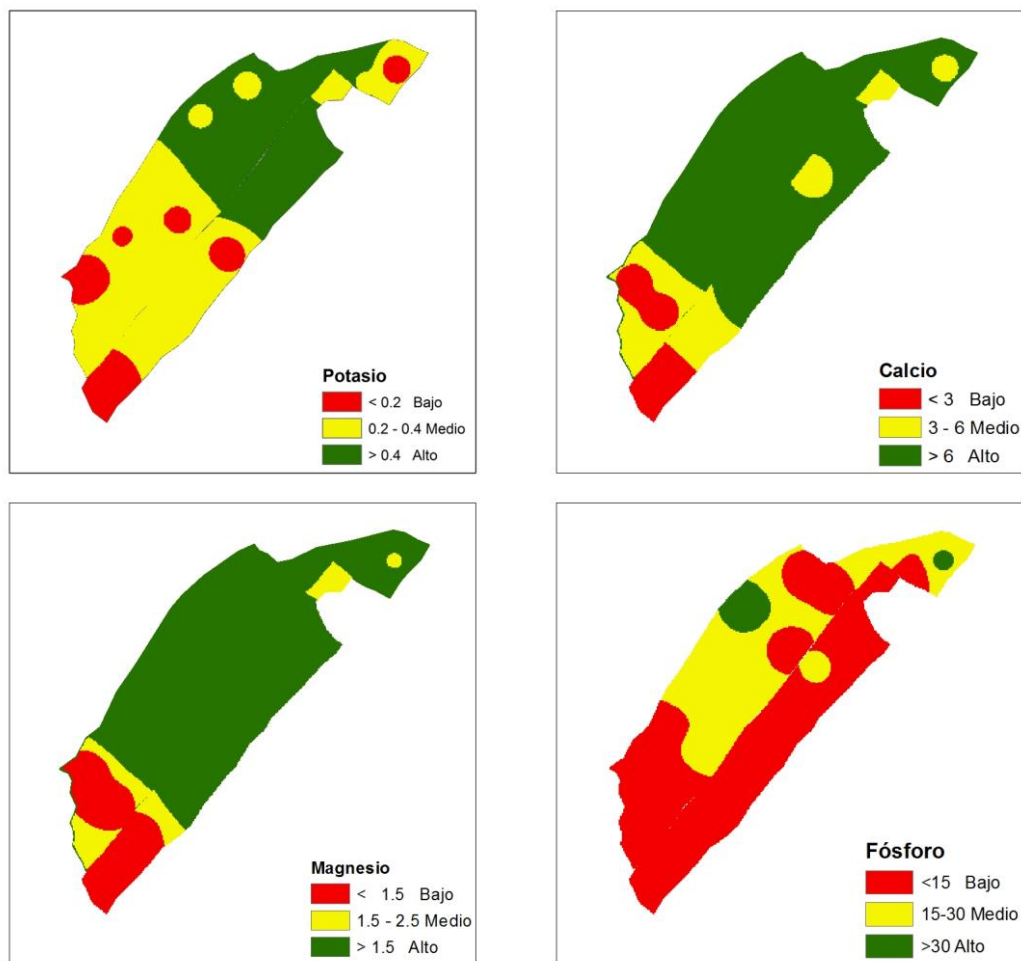 Potasio
< 0.2 Bajo
0.2 - 0.4 Medio
> 0.4 Alto
Calcio
< 3 Bajo
3 - 6 Medio
> 6 Alto
Magnesio
< 1.5 Bajo
1.5 - 2.5 Medio
> 1.5 Alto
Fósforo
<15 Bajo
15-30 Medio
>30 Alto